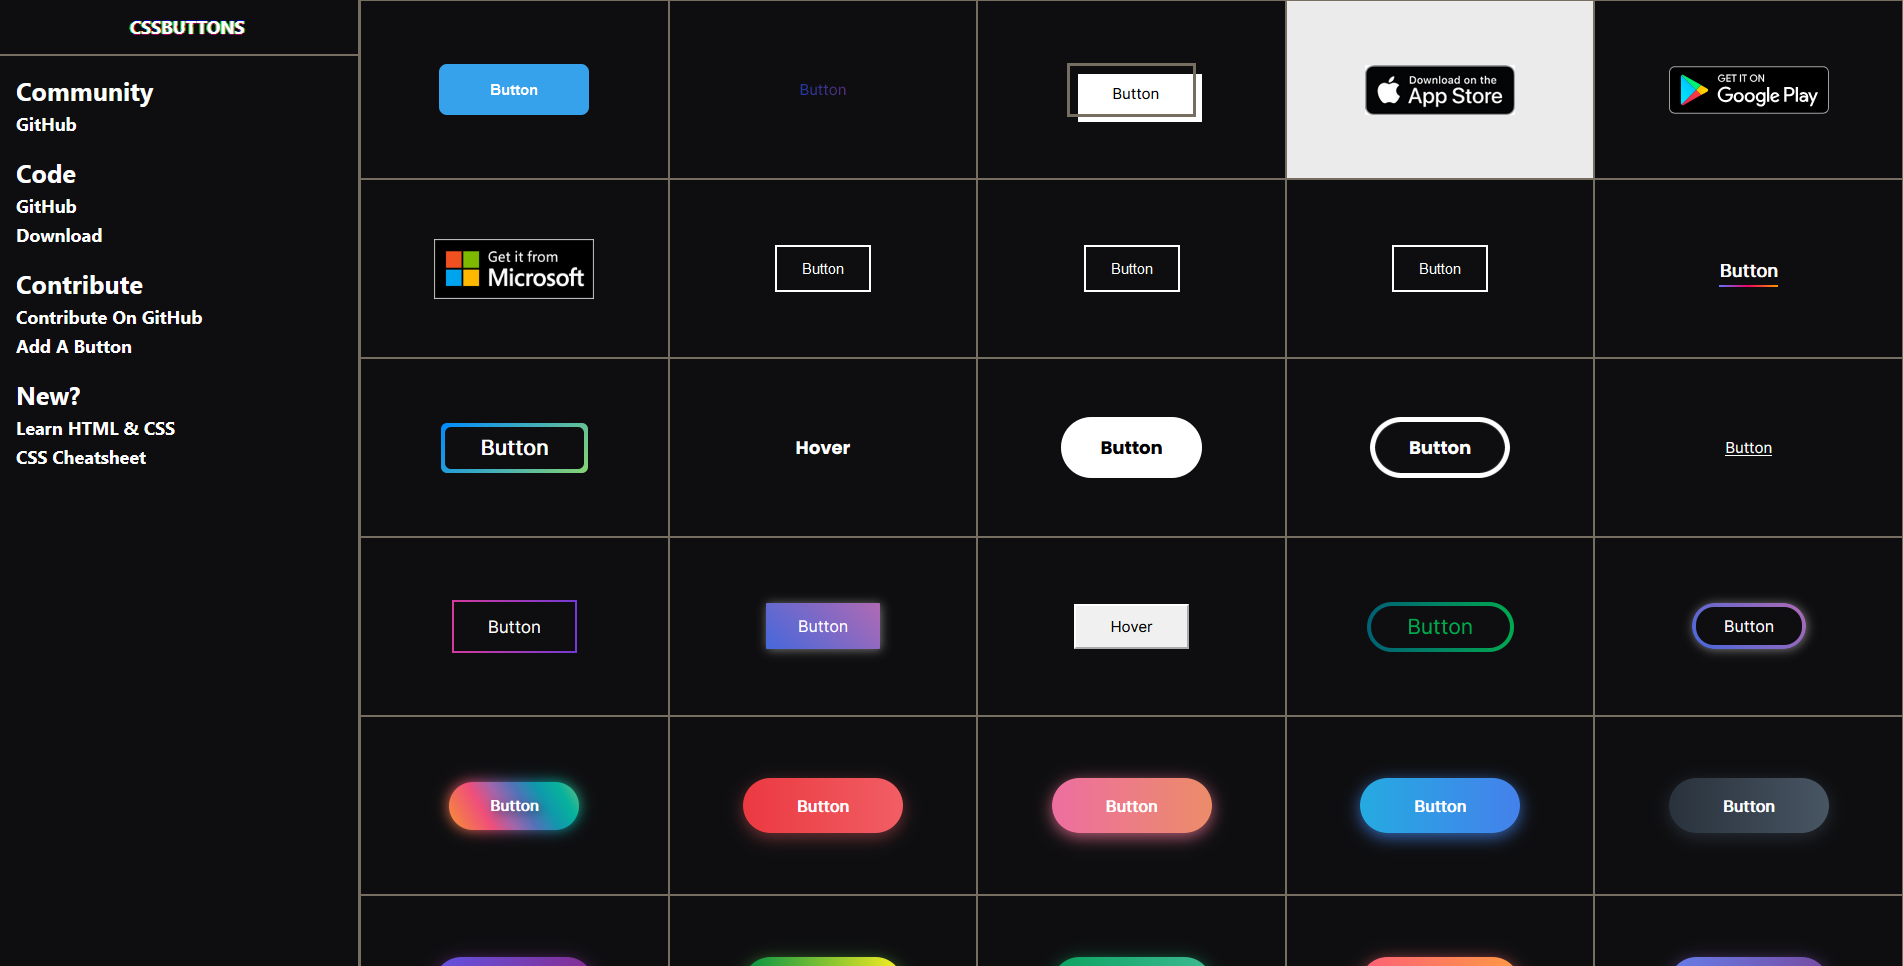 CSSBUTTONS
Community
GitHub
Code
GitHub
Download
Contribute
Contribute On GitHub
Add A Button
New?
Learn HTML & CSS
CSS Cheatsheet
Button
Button
Button
Download on the
App Store
GET IT ON
Google Play
Get it from
Microsoft
Button
Button
Button
Button
Button
Hover
Button
Button
Button
Button
Button
Hover
Button
Button
Button
Button
Button
Button
Button